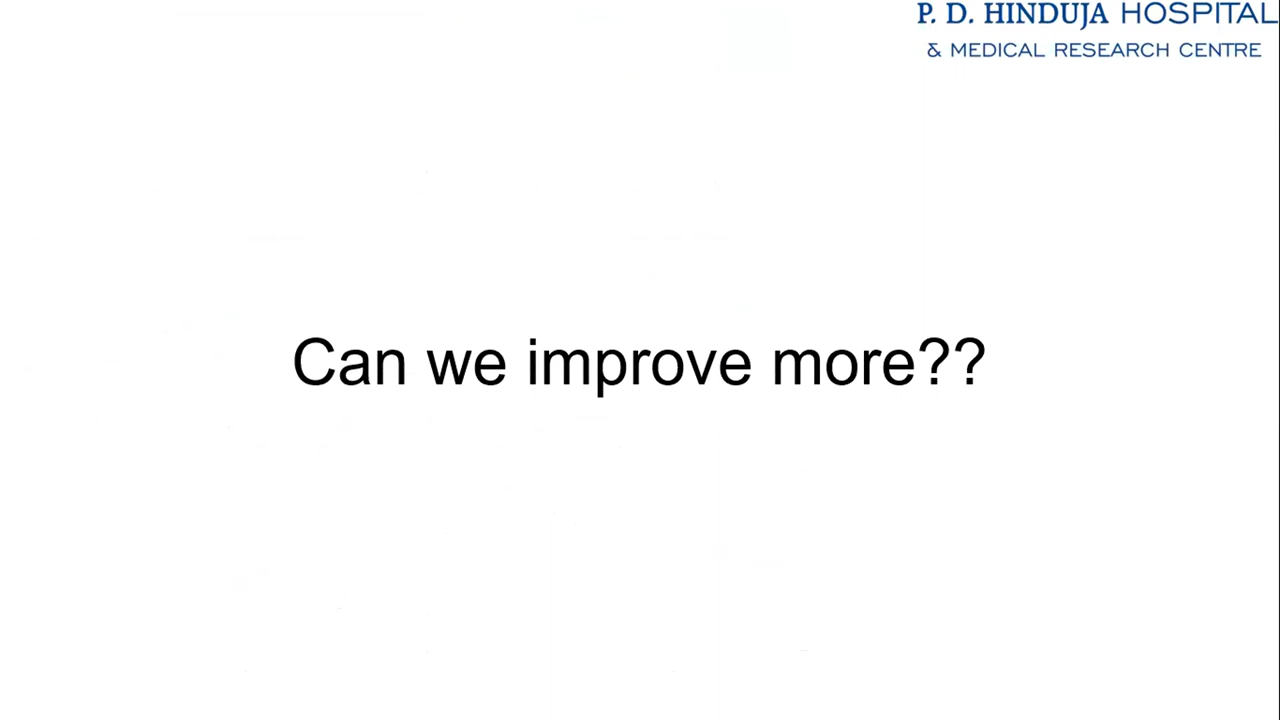 P. D. HINDUJA HOSPITAL
& MEDICAL RESEARCH CENTRE
Can we improve more??